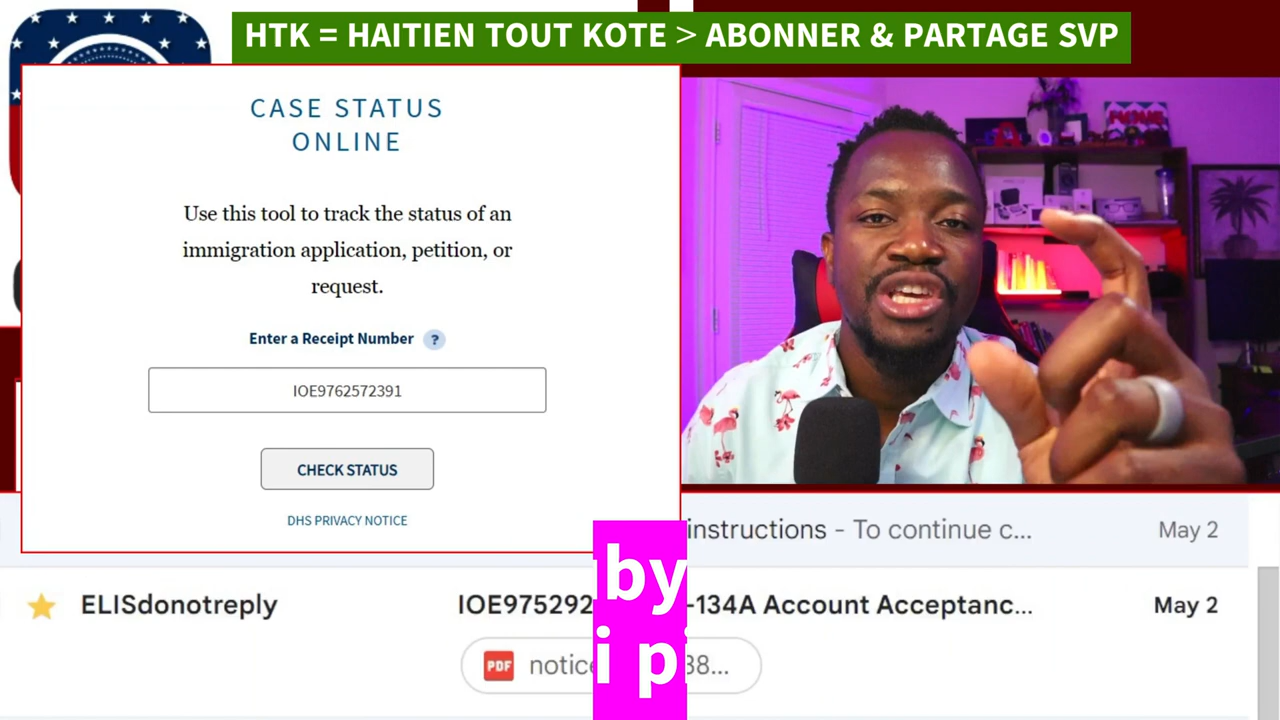 HTK = HAITIEN TOUT KOTE > ABONNER & PARTAGE SVP
CASE STATUS
ONLINE
Use this tool to track the status of an
immigration application, petition, or
request.
Enter a Receipt Number ?
IOE9762572391
CHECK STATUS
DHS PRIVACY NOTICE
instructions - To continue c... May 2
by
ELISdonotreply IOE975292 -134A Account Acceptanc... May 2
i p
PDF notice 38...